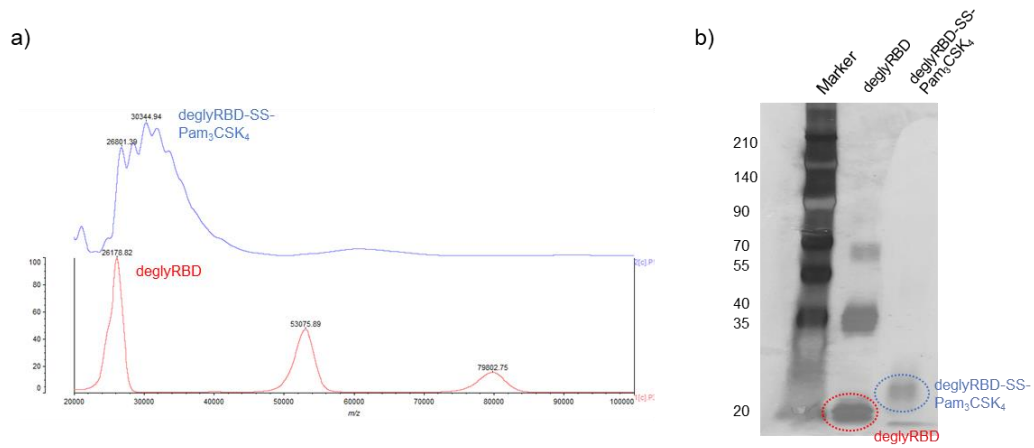 a)
30344.94
deglyRBD-SS-
Pam₃CSK₄
26801.39
26178.82
deglyRBD
53075.89
79802.75
100
80
60
40
20
0
20000
30000
40000
50000
60000
70000
80000
90000
100000
m/z
b)
Marker
deglyRBD
deglyRBD-SS-
Pam₃CSK₄
210
140
90
70
55
40
35
20
deglyRBD-SS-
Pam₃CSK₄
deglyRBD